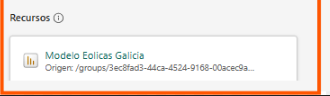 Recursos
Modelo Eolicas Galicia
Origen: /groups/3ec8fad3-44ca-4524-9168-00acec9a...